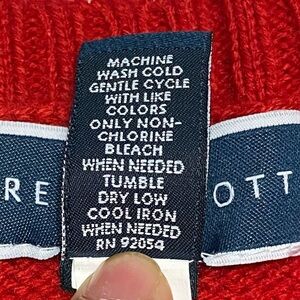 MACHINE
WASH COLD
GENTLE CYCLE
WITH LIKE
COLORS
ONLY NON-
CHLORINE
BLEACH
WHEN NEEDED
TUMBLE
DRY LOW
COOL IRON
WHEN NEEDED
RN 92054
RE
OTT